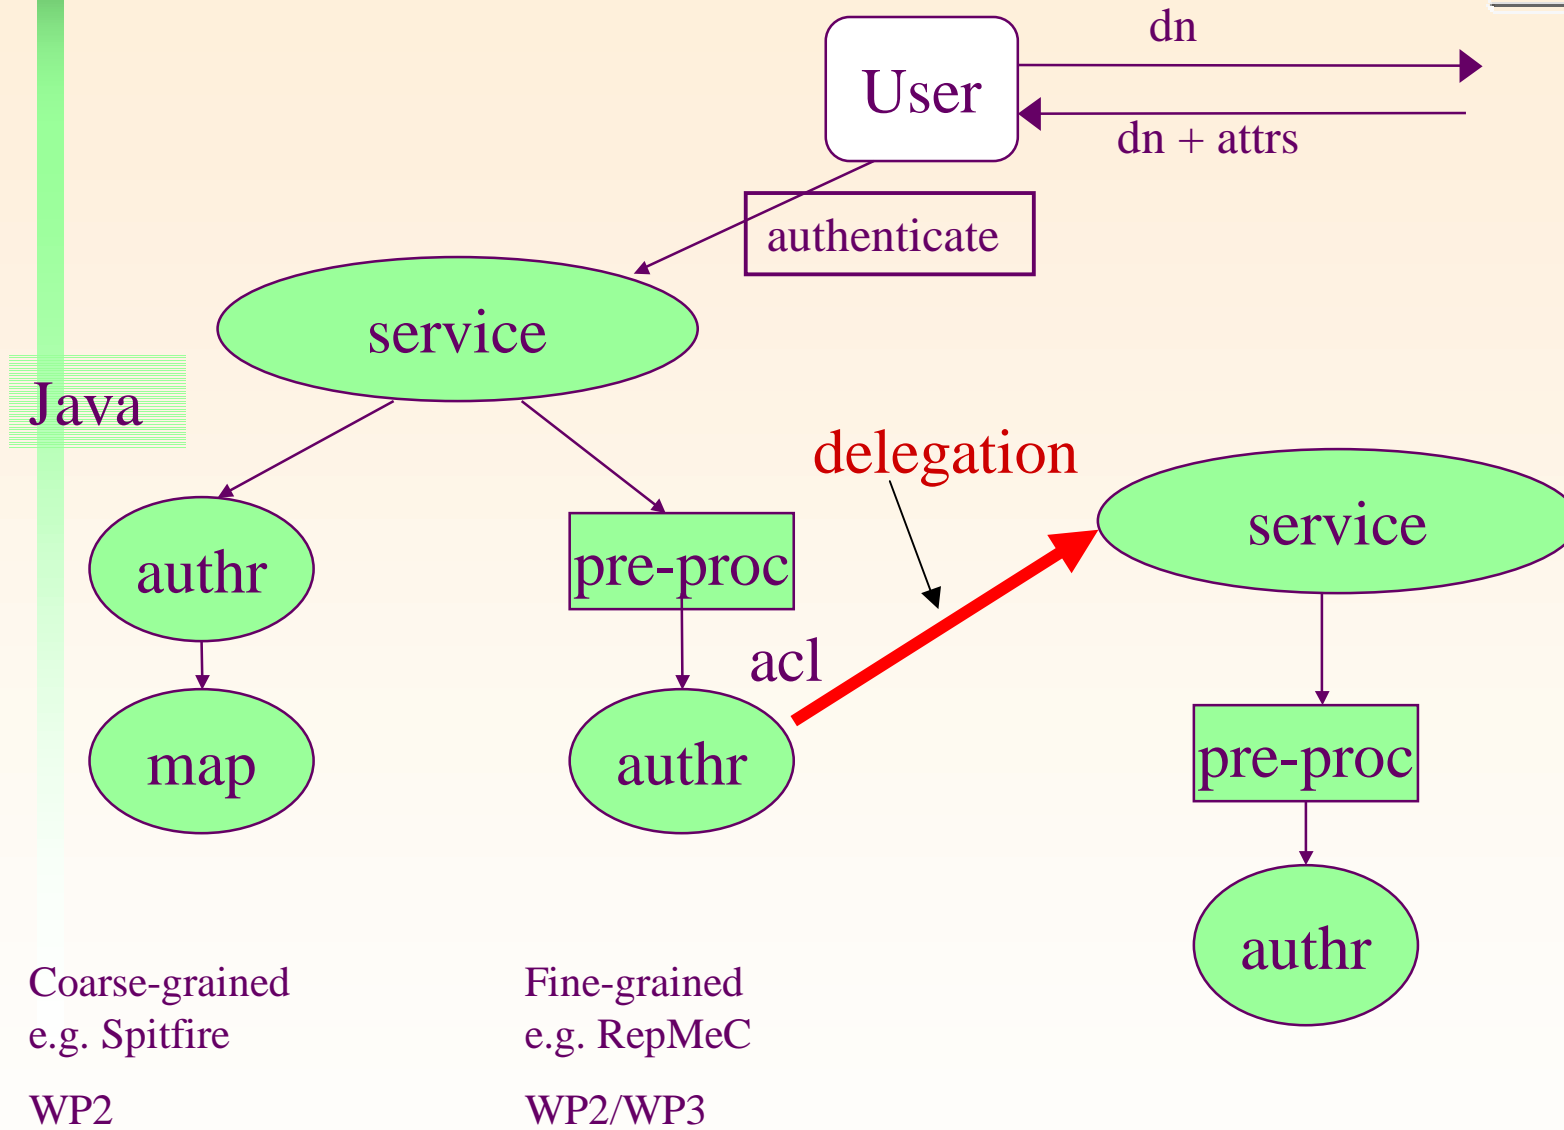 dn
User
dn + attrs
authenticate
service
Java
delegation
service
authr
pre-proc
acl
map
authr
pre-proc
authr
Coarse-grained
e.g. Spitfire
WP2
Fine-grained
e.g. RepMeC
WP2/WP3